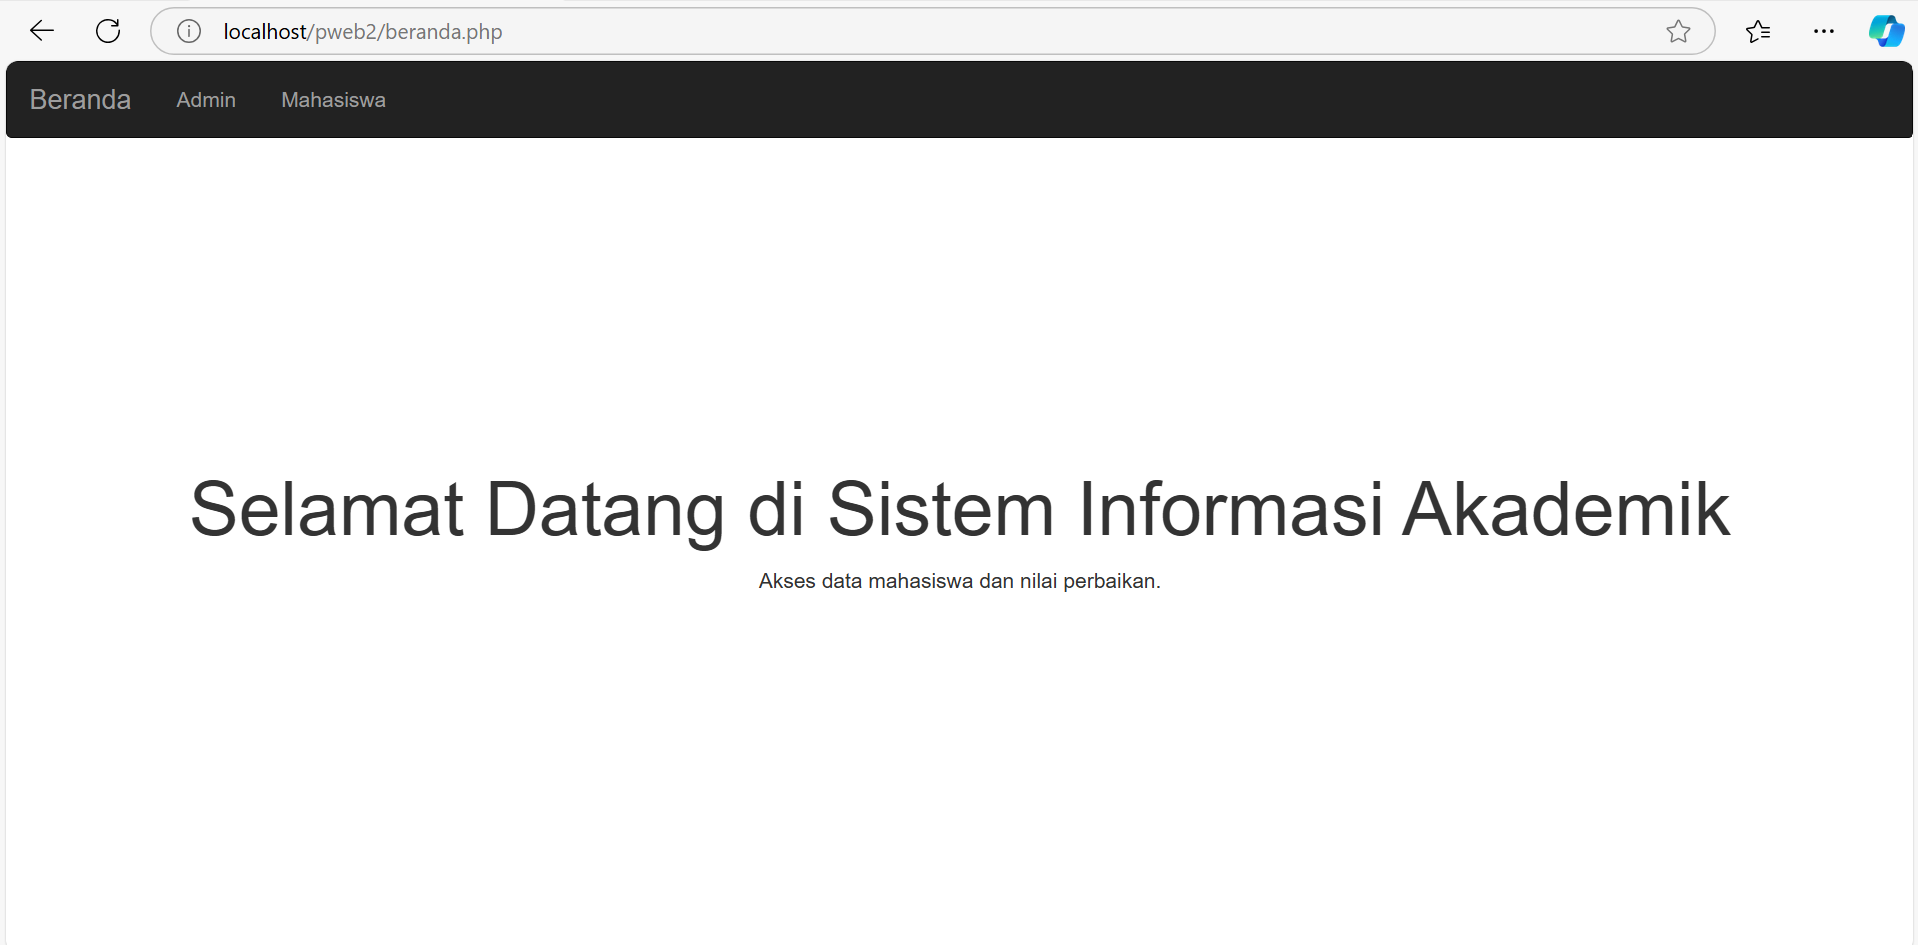 localhost/pweb2/beranda.php
Beranda Admin Mahasiswa
Selamat Datang di Sistem Informasi Akademik
Akses data mahasiswa dan nilai perbaikan.